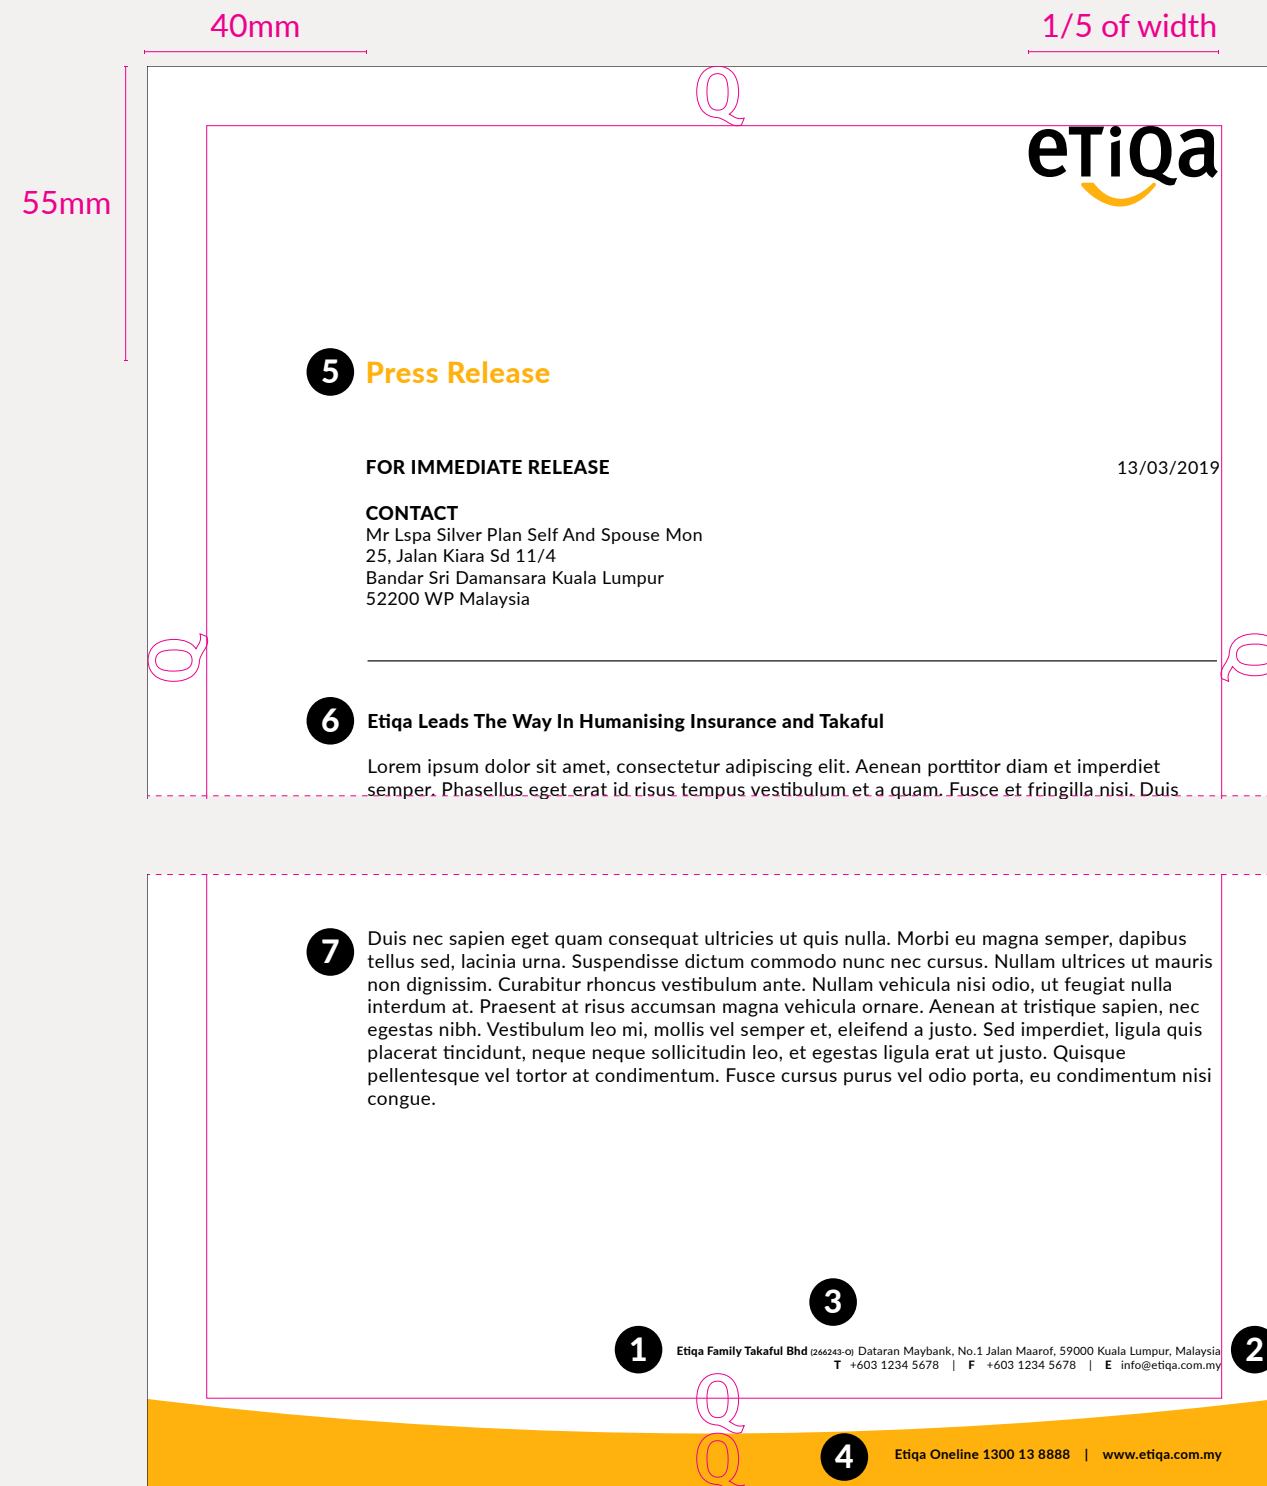 40mm
1/5 of width
Q
eTiQa
55mm
5 Press Release
FOR IMMEDIATE RELEASE 13/03/2019
CONTACT
Mr Lspa Silver Plan Self And Spouse Mon
25, Jalan Kiara Sd 11/4
Bandar Sri Damansara Kuala Lumpur
52200 WP Malaysia
Q Q
6 Etiqa Leads The Way In Humanising Insurance and Takaful
Lorem ipsum dolor sit amet, consectetur adipiscing elit. Aenean porttitor diam et imperdiet
semper. Phasellus eget erat id risus tempus vestibulum et a quam. Fusce et fringilla nisi. Duis
7 Duis nec sapien eget quam consequat ultricies ut quis nulla. Morbi eu magna semper, dapibus
tellus sed, lacinia urna. Suspendisse dictum commodo nunc nec cursus. Nullam ultrices ut mauris
non dignissim. Curabitur rhoncus vestibulum ante. Nullam vehicula nisi odio, ut feugiat nulla
interdum at. Praesent at risus accumsan magna vehicula ornare. Aenean at tristique sapien, nec
egestas nibh. Vestibulum leo mi, mollis vel semper et, eleifend a justo. Sed imperdiet, ligula quis
placerat tincidunt, neque neque sollicitudin leo, et egestas ligula erat ut justo. Quisque
pellentesque vel tortor at condimentum. Fusce cursus purus vel odio porta, eu condimentum nisi
congue.
3
1 Etiqa Family Takaful Bhd (266243-O) Dataran Maybank, No.1 Jalan Maarof, 59000 Kuala Lumpur, Malaysia 2
T +603 1234 5678 | F +603 1234 5678 | E info@etiqa.com.my
Q
Q
4 Etiqa Oneline 1300 13 8888 | www.etiqa.com.my